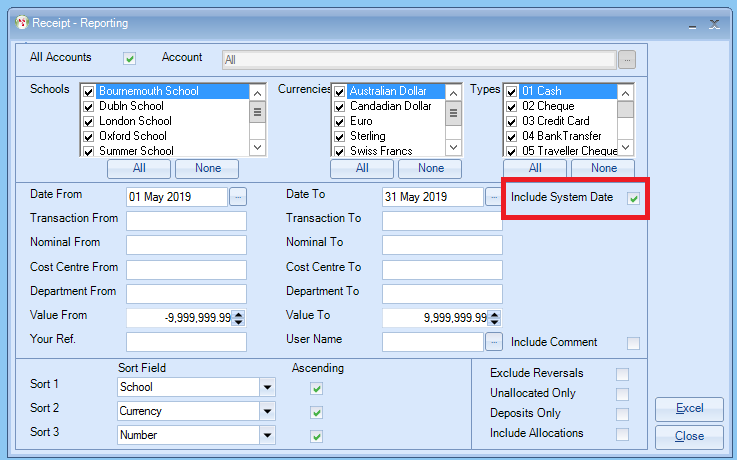 Receipt - Reporting
All Accounts Account All ...
Schools Currencies Types
Bournemouth School Australian Dollar 01 Cash
Dubln School Candadian Dollar 02 Cheque
London School Euro 03 Credit Card
Oxford School Sterling 04 BankTransfer
Summer School Swiss Francs 05 Traveller Cheque
All None All None All None
Date From 01 May 2019 ... Date To 31 May 2019 ... Include System Date
Transaction From Transaction To
Nominal From Nominal To
Cost Centre From Cost Centre To
Department From Department To
Value From -9,999,999.99 Value To 9,999,999.99
Your Ref. User Name ... Include Comment
Sort Field Ascending Exclude Reversals
Sort 1 School Unallocated Only
Sort 2 Currency Deposits Only
Sort 3 Number Include Allocations
Excel
Close